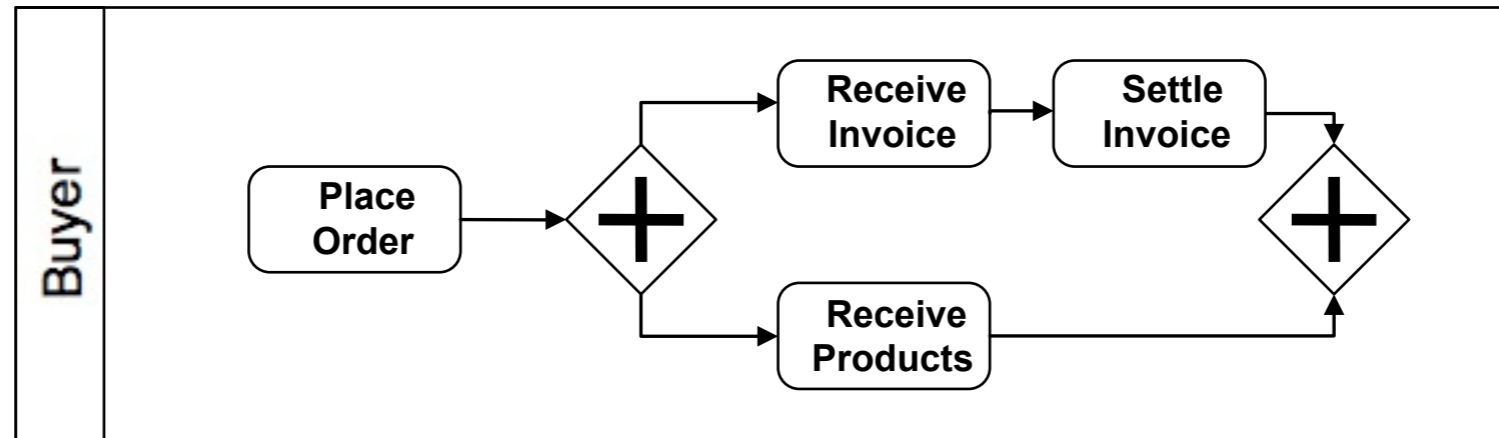 Buyer
Place
Order
Receive
Invoice
Settle
Invoice
Receive
Products